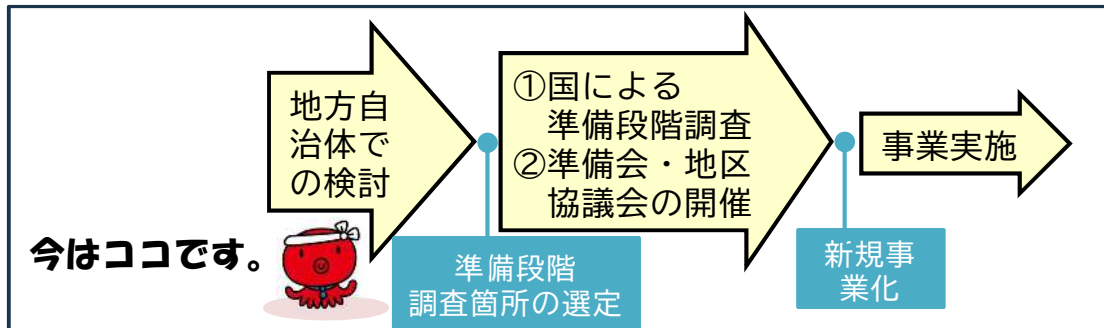 地方自
治体で
の検討
①国による
準備段階調査
②準備会・地区
協議会の開催
事業実施
今はココです。
準備段階
調査箇所の選定
新規事
業化